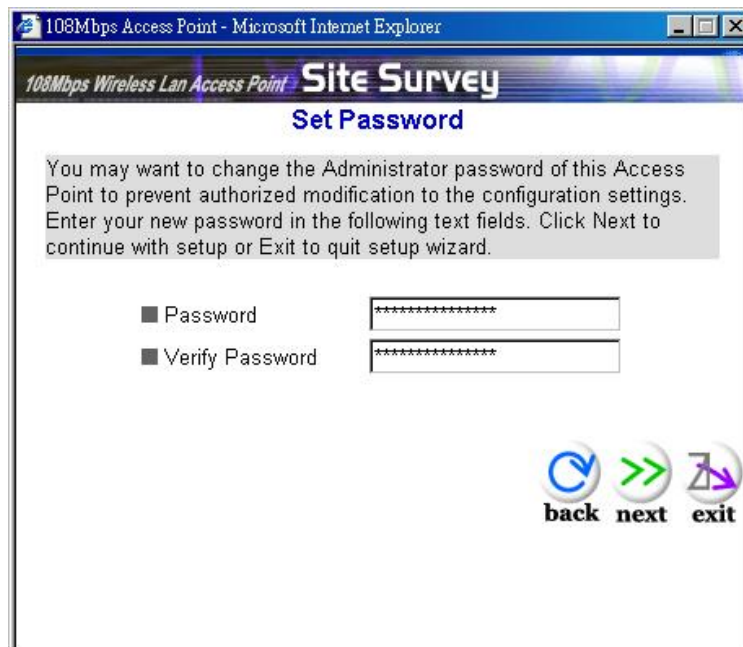 108Mbps Access Point - Microsoft Internet Explorer
108Mbps Wireless Lan Access Point Site Survey
Set Password
You may want to change the Administrator password of this Access
Point to prevent authorized modification to the configuration settings.
Enter your new password in the following text fields. Click Next to
continue with setup or Exit to quit setup wizard.
Password ***************
Verify Password ***************
back next exit